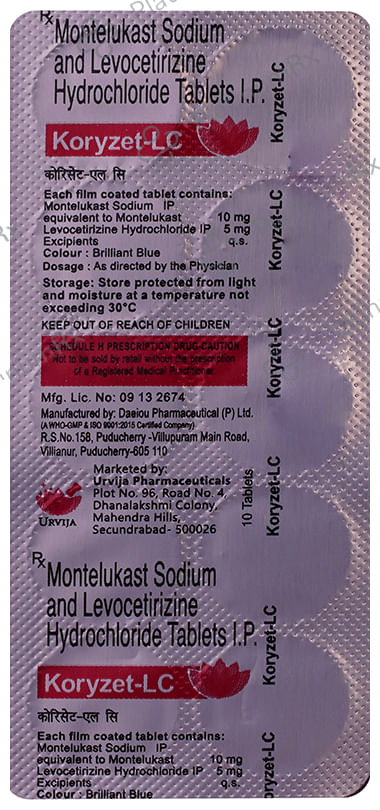 Rx
Montelukast Sodium
and Levocetirizine
Hydrochloride Tablets I.P.
Koryzet-LC
कोरिसेट-एल सि
Each film coated tablet contains:
Montelukast Sodium IP
equivalent to Montelukast 10 mg
Levocetirizine Hydrochloride IP 5 mg
Excipients q.s.
Colour : Brilliant Blue
Dosage : As directed by the Physician
Storage: Store protected from light
and moisture at a temperature not
exceeding 30°C
KEEP OUT OF REACH OF CHILDREN
SCHEDULE H PRESCRIPTION DRUG CAUTION
Not to be sold by retail without the prescription
of a Registered Medical Practitioner
Mfg. Lic. No: 09 13 2674
Manufactured by: Daeiou Pharmaceutical (P) Ltd.
(A WHO-GMP & ISO 9001:2015 Certified Company)
R.S.No.158, Puducherry -Villupuram Main Road,
Villianur, Puducherry-605 110
Marketed by:
Urvija Pharmaceuticals
Plot No. 96, Road No. 4,
Dhanalakshmi Colony,
Mahendra Hills,
Secundrabad- 500026
URVIJA
10 Tablets
Koryzet-LC
Koryzet-LC
Koryzet-LC
Koryzet-LC
Koryzet-LC
oryzet-LC
Rx
Montelukast Sodium
and Levocetirizine
Hydrochloride Tablets I.P.
Koryzet-LC
कोरिसेट-एल सि
Each film coated tablet contains:
Montelukast Sodium IP
equivalent to Montelukast 10 mg
Levocetirizine Hydrochloride IP 5 mg
Excipients q.s.
Colour : Brilliant Blue